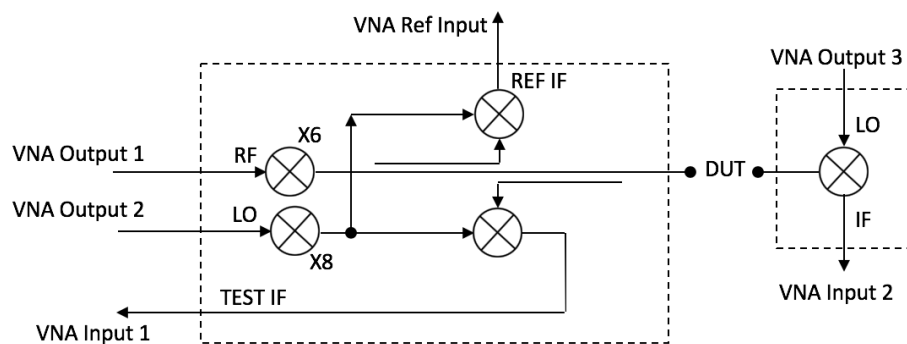 VNA Ref Input
VNA Output 3
REF IF
X6
LO
VNA Output 1
RF
DUT
VNA Output 2
LO
X8
IF
TEST IF
VNA Input 2
VNA Input 1